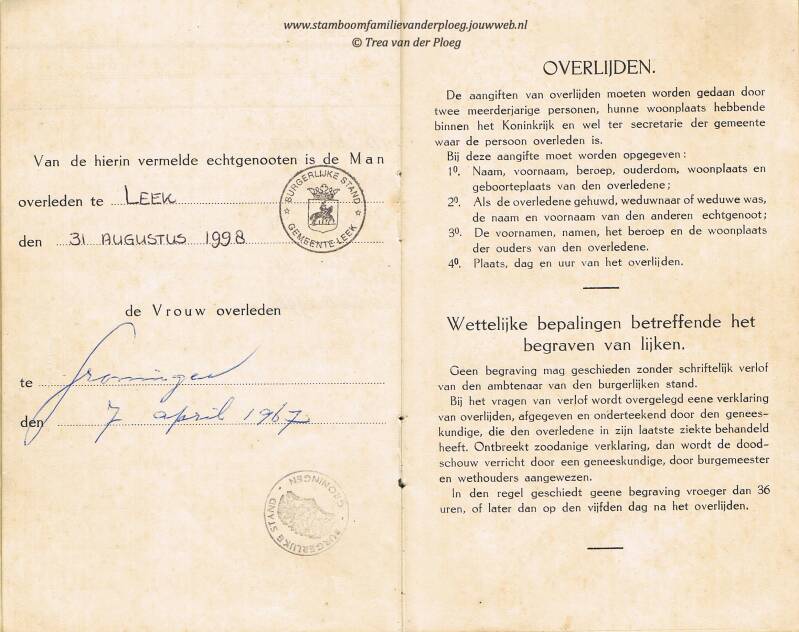 www.stamboomfamilievanderploeg.jouwweb.nl
© Trea van der Ploeg
Van de hierin vermelde echtgenooten is de Man
overleden te LEEK
den 31 AUGUSTUS 1998
BURGERLIJKE STAND
GEMEENTE-LEEK
de Vrouw overleden
te Groningen
den 7 april 1967
BURGERLIJKE STAND
GRONINGEN
OVERLIJDEN.
De aangiften van overlijden moeten worden gedaan door
twee meerderjarige personen, hunne woonplaats hebbende
binnen het Koninkrijk en wel ter secretarie der gemeente
waar de persoon overleden is.
Bij deze aangifte moet worden opgegeven:
1º. Naam, voornaam, beroep, ouderdom, woonplaats en
geboorteplaats van den overledene;
2º. Als de overledene gehuwd, weduwnaar of weduwe was,
de naam en voornaam van den anderen echtgenoot;
3º. De voornamen, namen, het beroep en de woonplaats
der ouders van den overledene.
4º. Plaats, dag en uur van het overlijden.
Wettelijke bepalingen betreffende het
begraven van lijken.
Geen begraving mag geschieden zonder schriftelijk verlof
van den ambtenaar van den burgerlijken stand.
Bij het vragen van verlof wordt overgelegd eene verklaring
van overlijden, afgegeven en onderteekend door den genees-
kundige, die den overledene in zijn laatste ziekte behandeld
heeft. Ontbreekt zoodanige verklaring, dan wordt de dood-
schouw verricht door een geneeskundige, door burgemeester
en wethouders aangewezen.
In den regel geschiedt geene begraving vroeger dan 36
uren, of later dan op den vijfden dag na het overlijden.